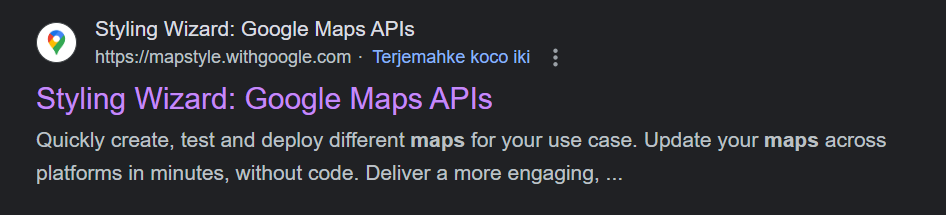 Styling Wizard: Google Maps APIs
https://mapstyle.withgoogle.com · Terjemahke koco iki
Styling Wizard: Google Maps APIs
Quickly create, test and deploy different maps for your use case. Update your maps across
platforms in minutes, without code. Deliver a more engaging, ...